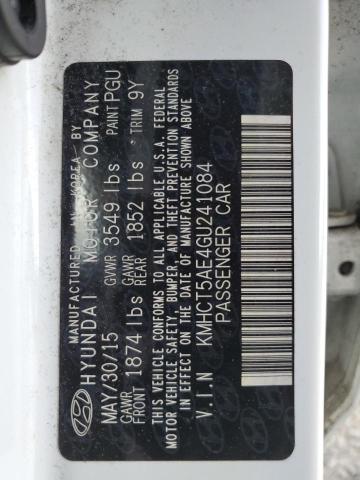 MANUFACTURED IN KOREA BY
HYUNDAI MOTOR COMPANY
MAY/30/15 GVWR 3549 lbs PAINT PGU
GAWR FRONT 1874 lbs GAWR REAR 1852 lbs TRIM 9Y
THIS VEHICLE CONFORMS TO ALL APPLICABLE U.S.A. FEDERAL
MOTOR VEHICLE SAFETY, BUMPER, AND THEFT PREVENTION STANDARDS
IN EFFECT ON THE DATE OF MANUFACTURE SHOWN ABOVE
V.I.N KMHCT5AE4GU241084
PASSENGER CAR